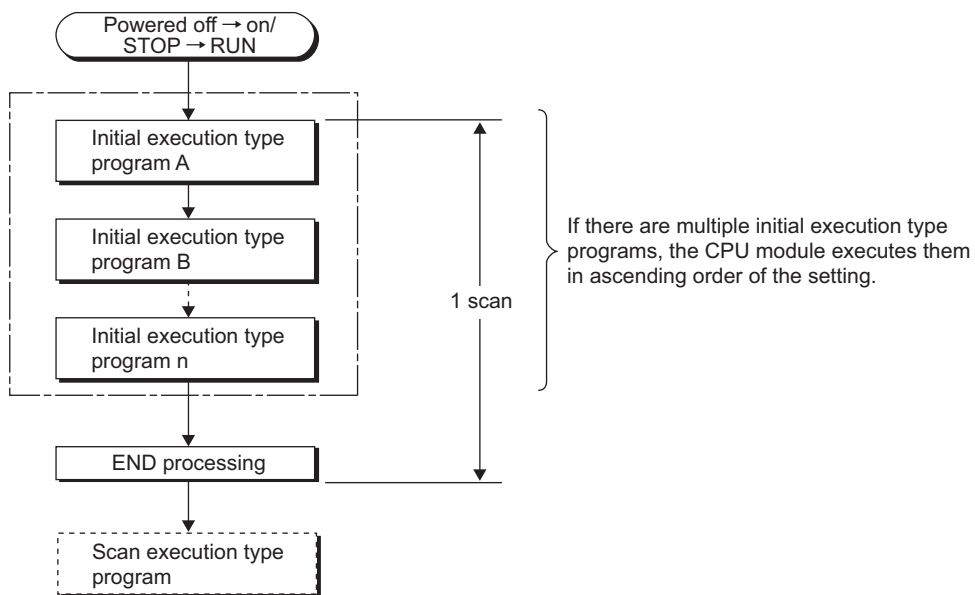 Powered off → on/
STOP → RUN
Initial execution type
program A
Initial execution type
program B
Initial execution type
program n
1 scan
If there are multiple initial execution type
programs, the CPU module executes them
in ascending order of the setting.
END processing
Scan execution type
program